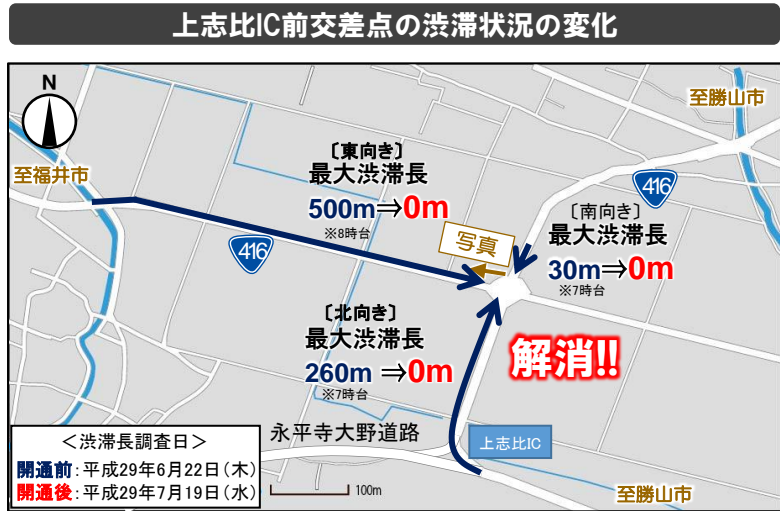 上志比IC前交差点の渋滞状況の変化
N
至勝山市
至福井市
〔東向き〕
最大渋滞長
500m⇒0m
※8時台
416
416
写真
〔南向き〕
最大渋滞長
30m⇒0m
※7時台
〔北向き〕
最大渋滞長
260m ⇒0m
※7時台
解消!!
永平寺大野道路
上志比IC
至勝山市
＜渋滞長調査日＞
開通前：平成29年6月22日（木）
開通後：平成29年7月19日（水）
100m